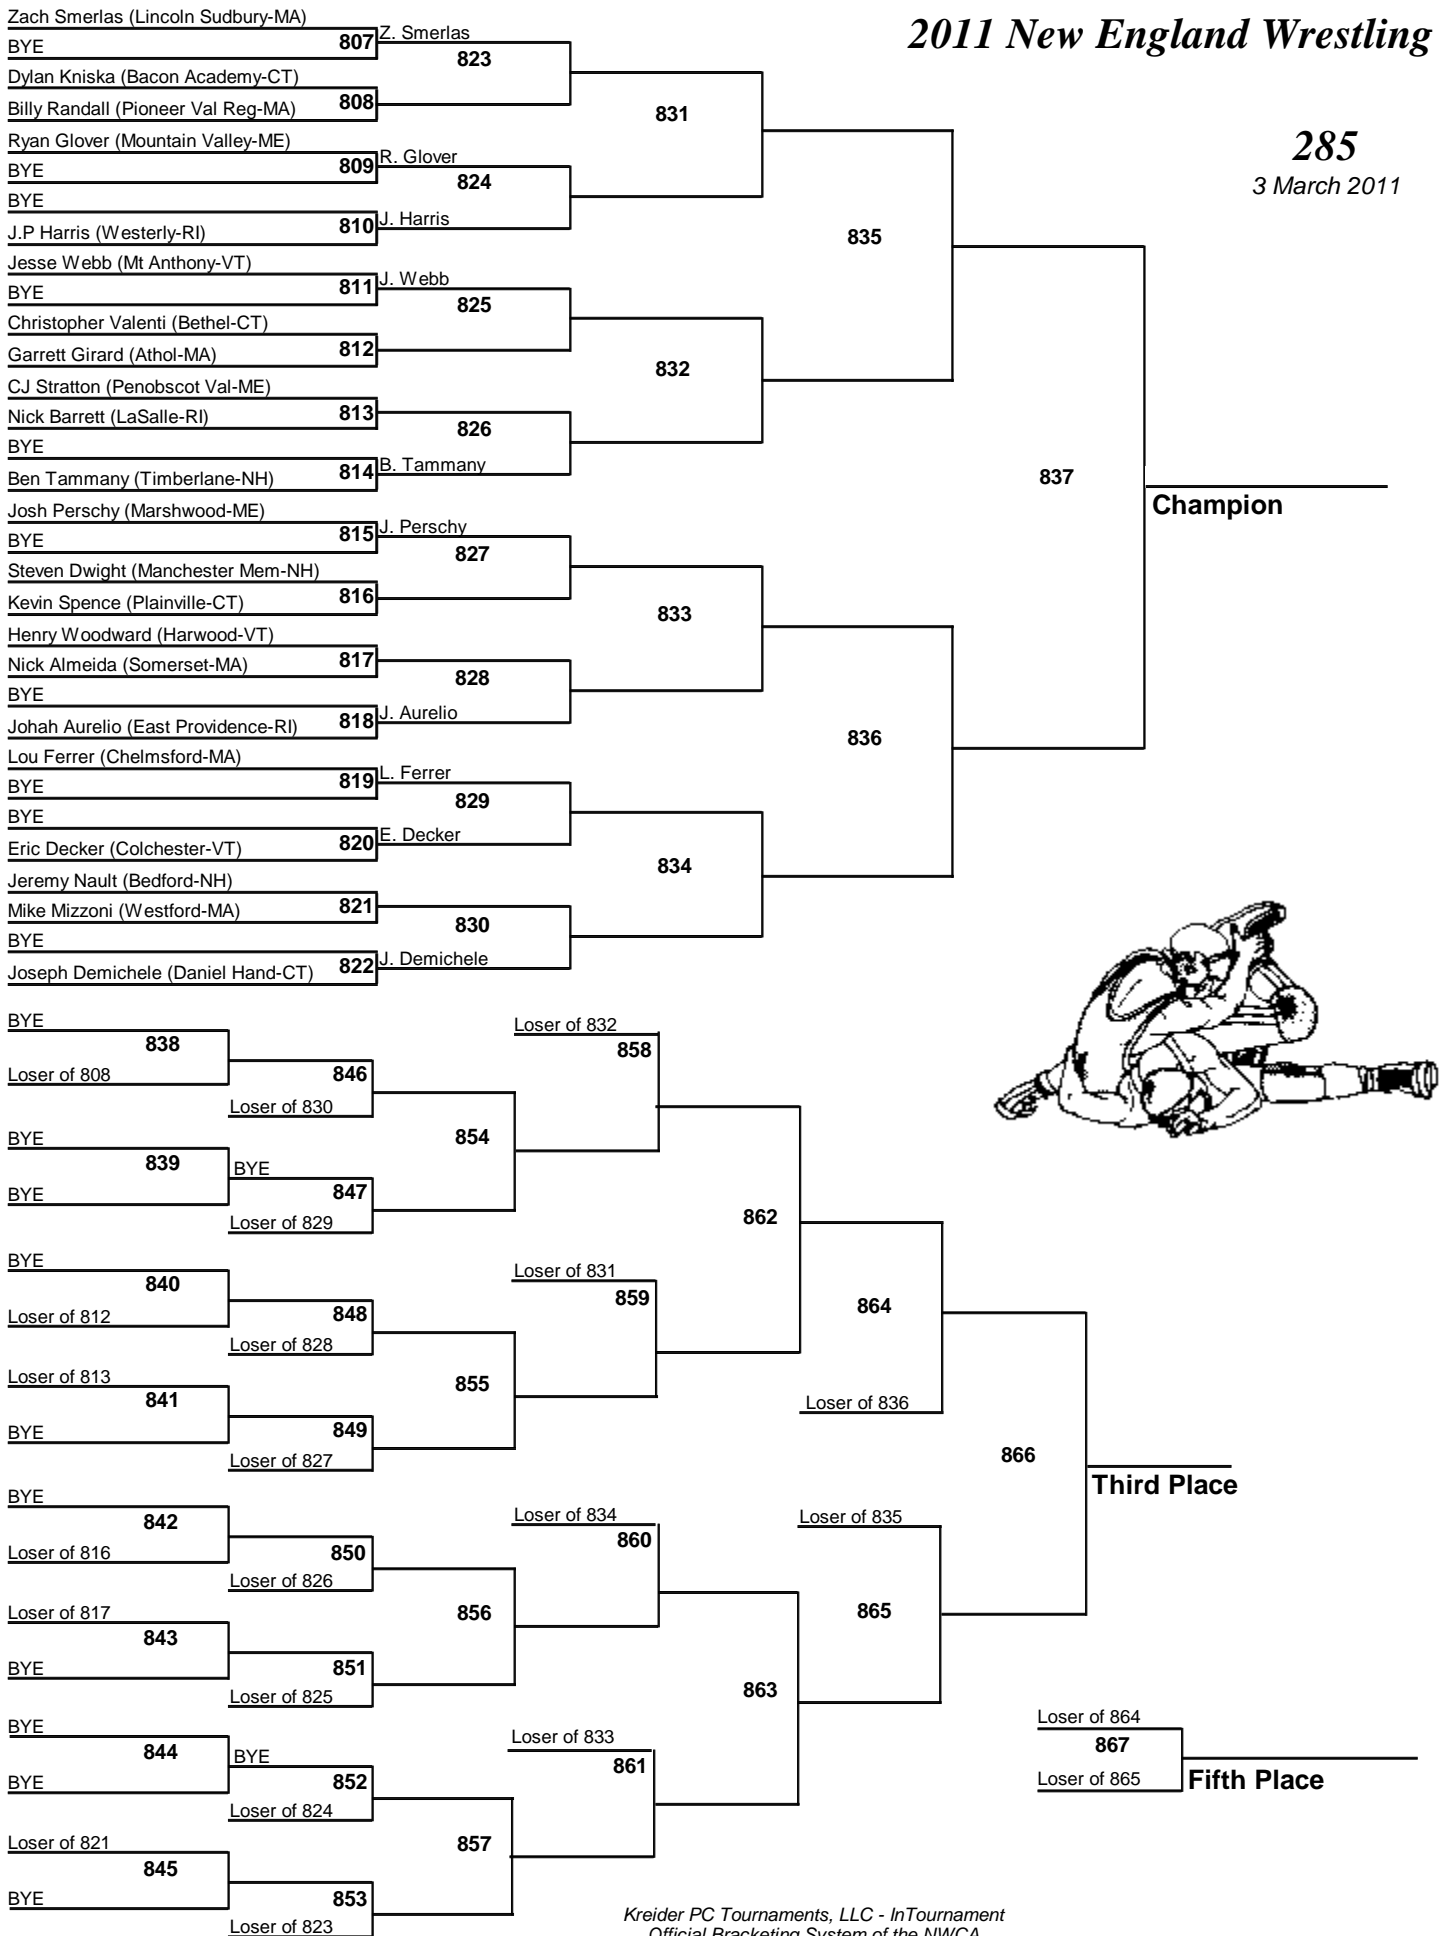 2011 New England Wrestling
285
3 March 2011
Zach Smerlas (Lincoln Sudbury-MA)
BYE
807
Z. Smerlas
823
Dylan Kniska (Bacon Academy-CT)
Billy Randall (Pioneer Val Reg-MA)
808
831
Ryan Glover (Mountain Valley-ME)
BYE
809
R. Glover
824
BYE
J.P Harris (Westerly-RI)
810
J. Harris
835
Jesse Webb (Mt Anthony-VT)
BYE
811
J. Webb
825
Christopher Valenti (Bethel-CT)
Garrett Girard (Athol-MA)
812
832
CJ Stratton (Penobscot Val-ME)
Nick Barrett (LaSalle-RI)
813
826
BYE
Ben Tammany (Timberlane-NH)
814
B. Tammany
837
Champion
Josh Perschy (Marshwood-ME)
BYE
815
J. Perschy
827
Steven Dwight (Manchester Mem-NH)
Kevin Spence (Plainville-CT)
816
833
Henry Woodward (Harwood-VT)
Nick Almeida (Somerset-MA)
817
828
BYE
Johah Aurelio (East Providence-RI)
818
J. Aurelio
836
Lou Ferrer (Chelmsford-MA)
BYE
819
L. Ferrer
829
BYE
Eric Decker (Colchester-VT)
820
E. Decker
834
Jeremy Nault (Bedford-NH)
Mike Mizzoni (Westford-MA)
821
830
BYE
Joseph Demichele (Daniel Hand-CT)
822
J. Demichele
BYE
838
Loser of 808
846
Loser of 830
Loser of 832
858
854
BYE
839
BYE
BYE
847
Loser of 829
862
BYE
840
Loser of 812
848
Loser of 828
Loser of 831
859
864
Loser of 813
841
BYE
849
Loser of 827
855
Loser of 836
866
Third Place
BYE
842
Loser of 816
850
Loser of 826
Loser of 834
860
Loser of 835
856
865
Loser of 817
843
BYE
851
Loser of 825
863
BYE
844
BYE
BYE
852
Loser of 824
Loser of 833
861
Loser of 864
867
Loser of 865
Fifth Place
Loser of 821
845
BYE
853
Loser of 823
857
Kreider PC Tournaments, LLC - InTournament
Official Bracketing System of the NWCA